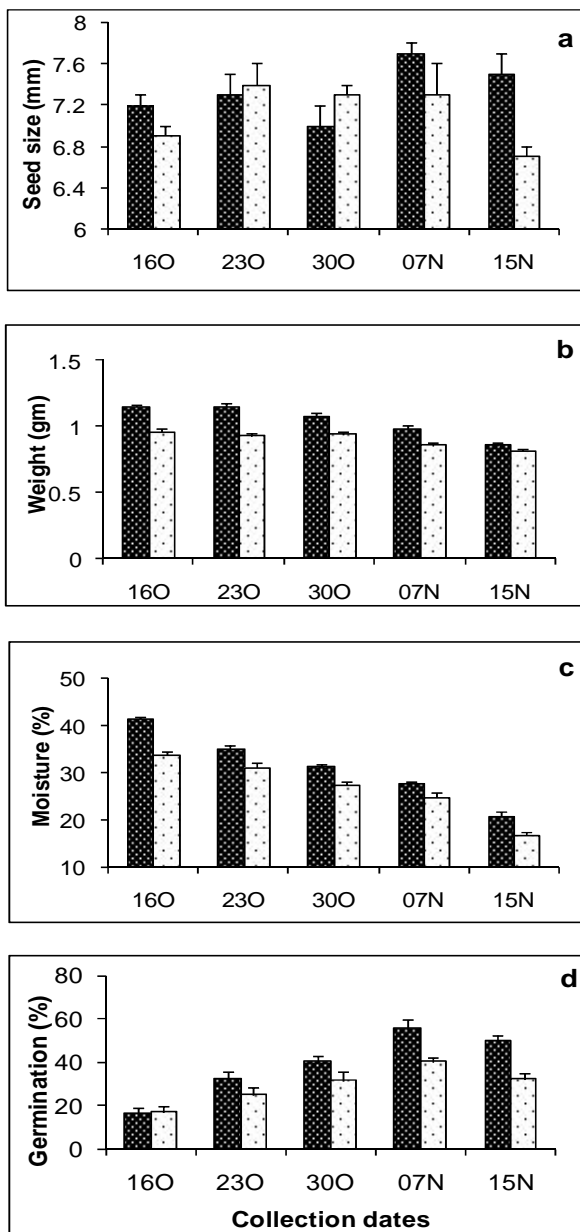 a
Seed size (mm)
8
7.6
7.2
6.8
6.4
6
16O 23O 30O 07N 15N
b
Weight (gm)
1.5
1
0.5
0
16O 23O 30O 07N 15N
c
Moisture (%)
50
40
30
20
10
16O 23O 30O 07N 15N
d
Germination (%)
80
60
40
20
0
16O 23O 30O 07N 15N
Collection dates